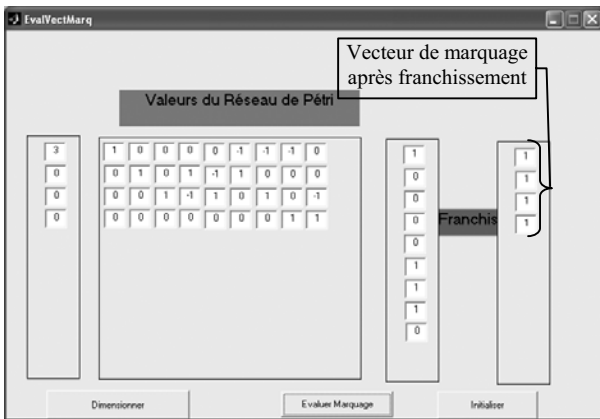 EvalVectMarq
Vecteur de marquage
après franchissement
Valeurs du Réseau de Pétri
3 1 0 0 0 0 -1 -1 1 0 1 1
0 0 1 0 1 -1 1 0 0 0 0 1
0 0 0 1 -1 1 0 1 0 -1 0 1
0 0 0 0 0 0 0 0 1 1 0 Franchis 1
0
1
1
1
0
Dimensionner Evaluer Marquage Initialiser